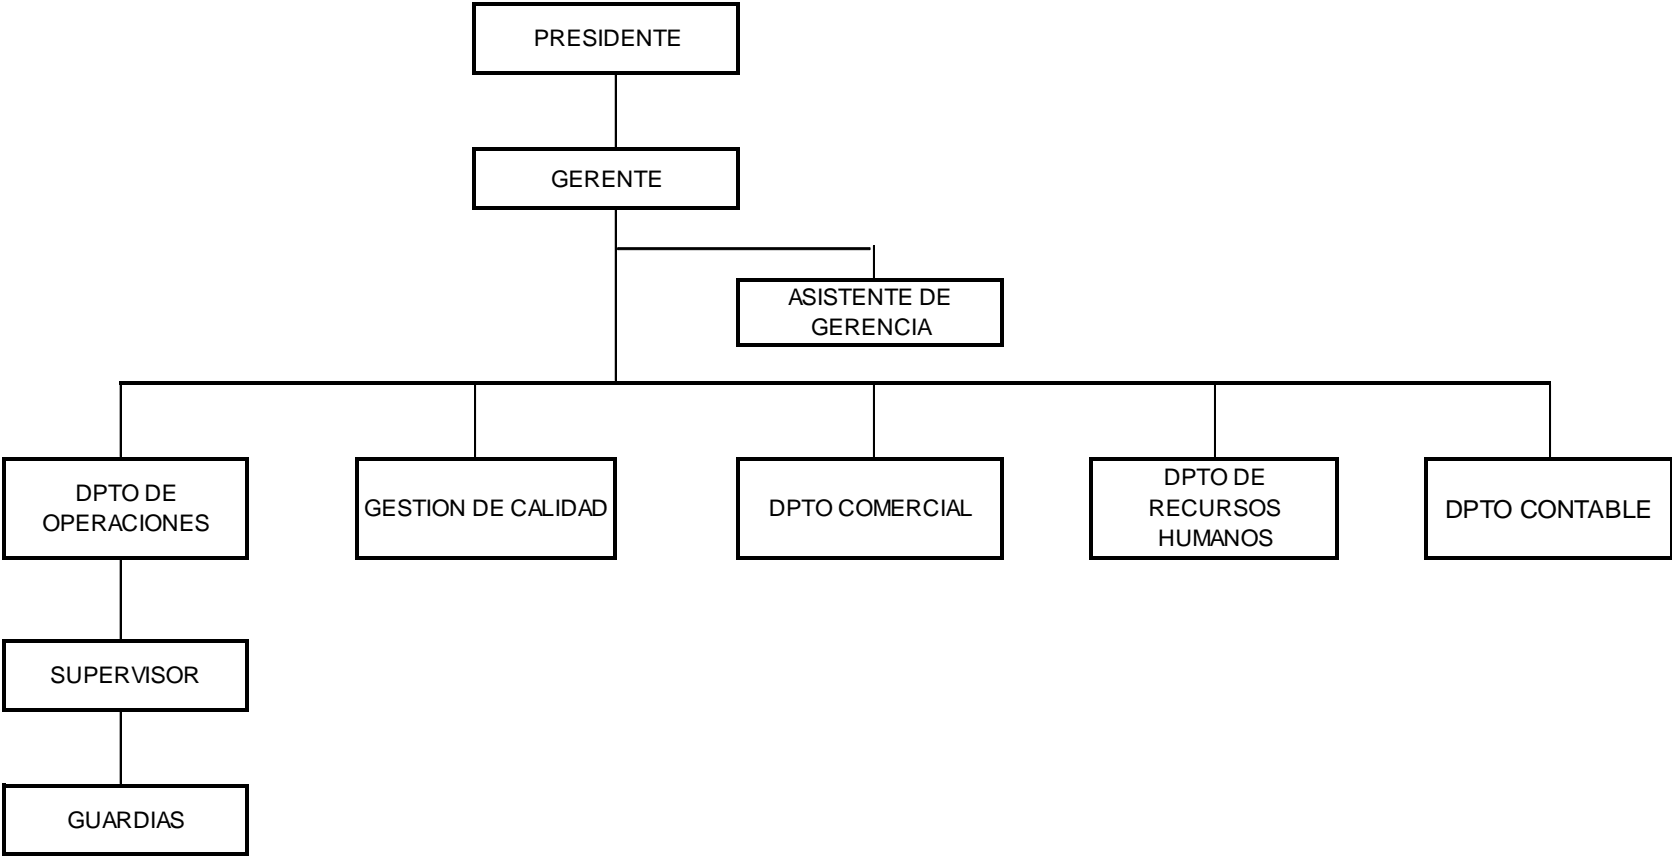 PRESIDENTE
GERENTE
ASISTENTE DE
GERENCIA
DPTO DE
OPERACIONES
GESTION DE CALIDAD
DPTO COMERCIAL
DPTO DE
RECURSOS
HUMANOS
DPTO CONTABLE
SUPERVISOR
GUARDIAS